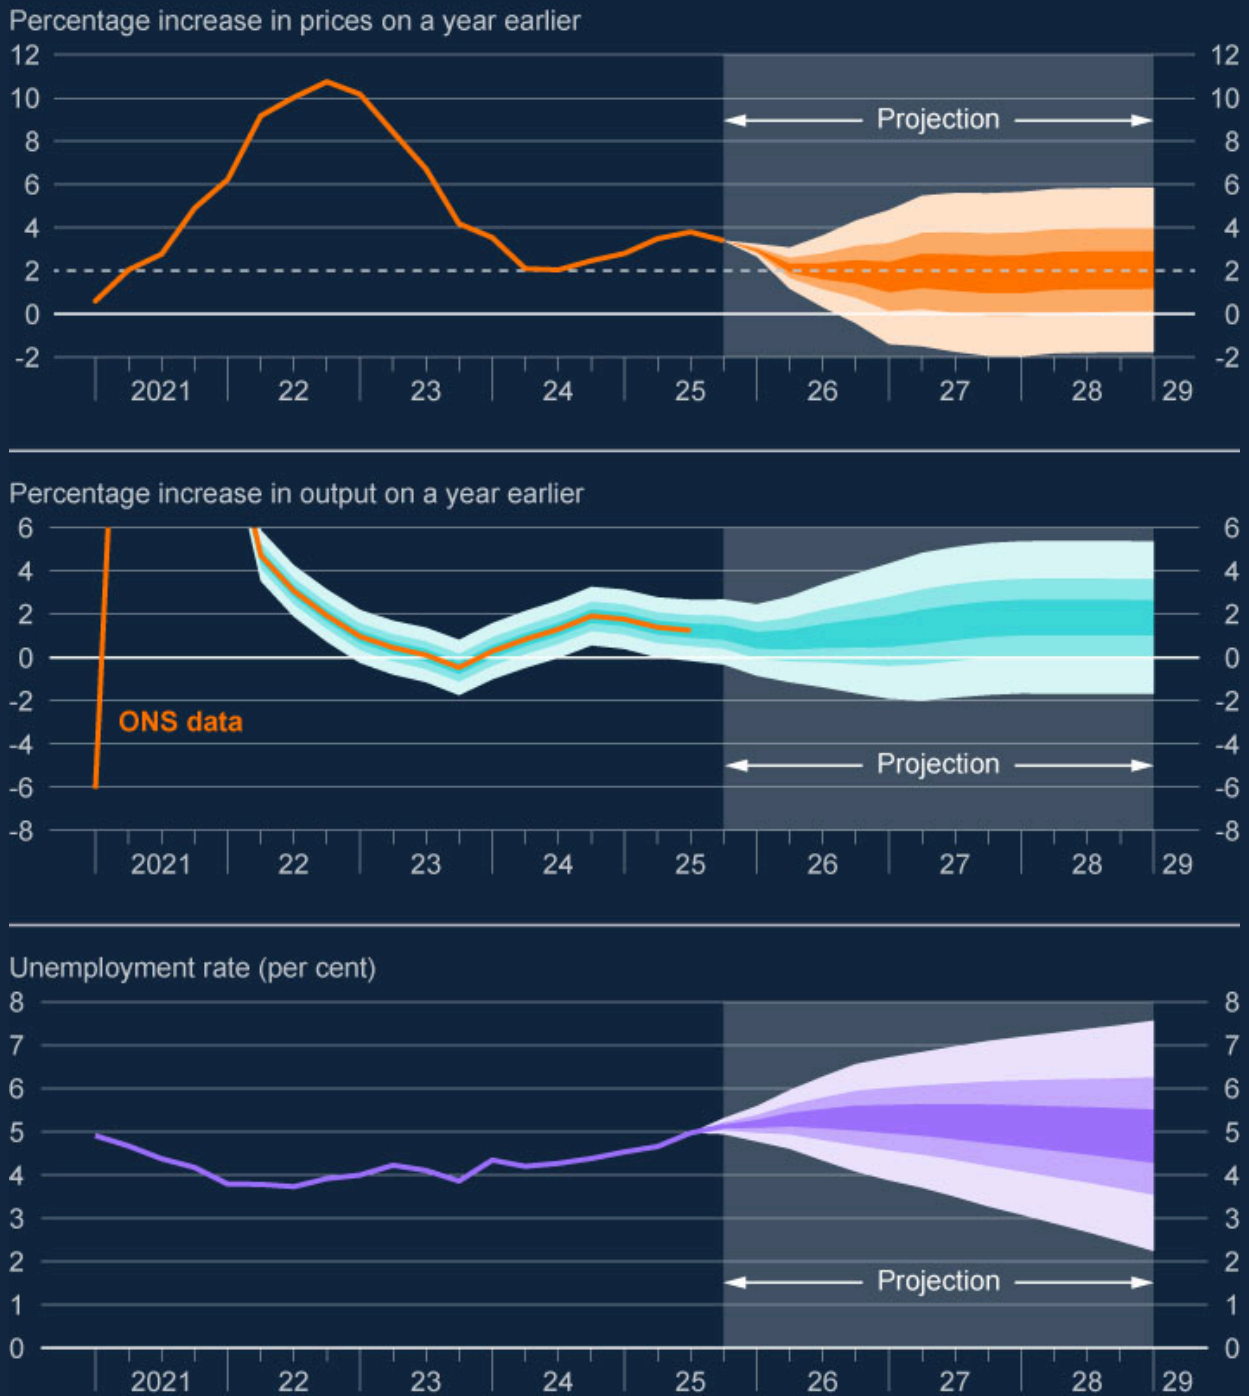 Percentage increase in prices on a year earlier
12 12
10 10
Projection
8 8
6 6
4 4
2 2
0 0
-2 -2
2021 22 23 24 25 26 27 28 29
Percentage increase in output on a year earlier
6 6
4 4
2 2
0 0
-2 -2
ONS data
-4 -4
Projection
-6 -6
-8 -8
2021 22 23 24 25 26 27 28 29
Unemployment rate (per cent)
8 8
7 7
6 6
5 5
4 4
3 3
2 2
Projection
1 1
0 0
2021 22 23 24 25 26 27 28 29